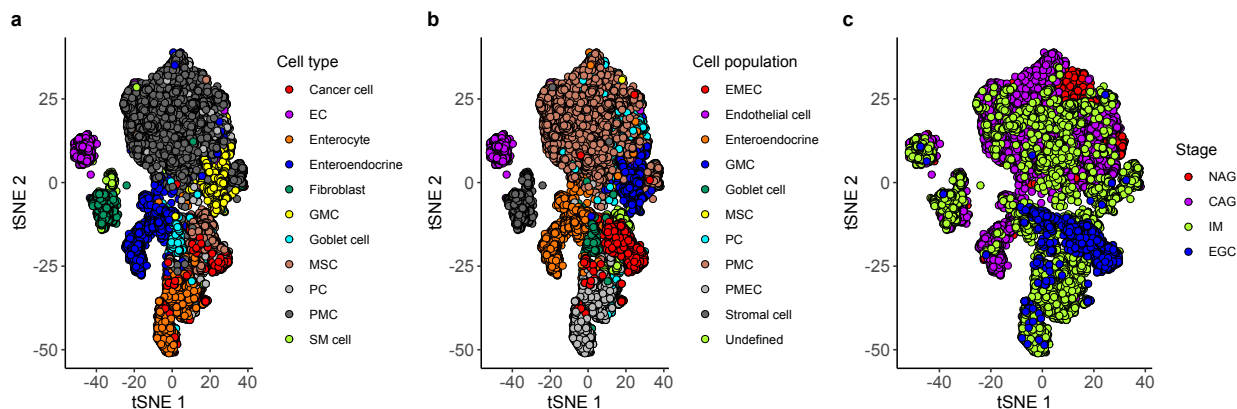 a
25
0
-25
-50
-40
-20
0
20
40
tSNE 2
tSNE 1
Cell type
Cancer cell
EC
Enterocyte
Enteroendocrine
Fibroblast
GMC
Goblet cell
MSC
PC
PMC
SM cell
b
25
0
-25
-50
-40
-20
0
20
40
tSNE 2
tSNE 1
Cell population
EMEC
Endothelial cell
Enteroendocrine
GMC
Goblet cell
MSC
PC
PMC
PMEC
Stromal cell
Undefined
c
25
0
-25
-50
-40
-20
0
20
40
tSNE 2
tSNE 1
Stage
NAG
CAG
IM
EGC